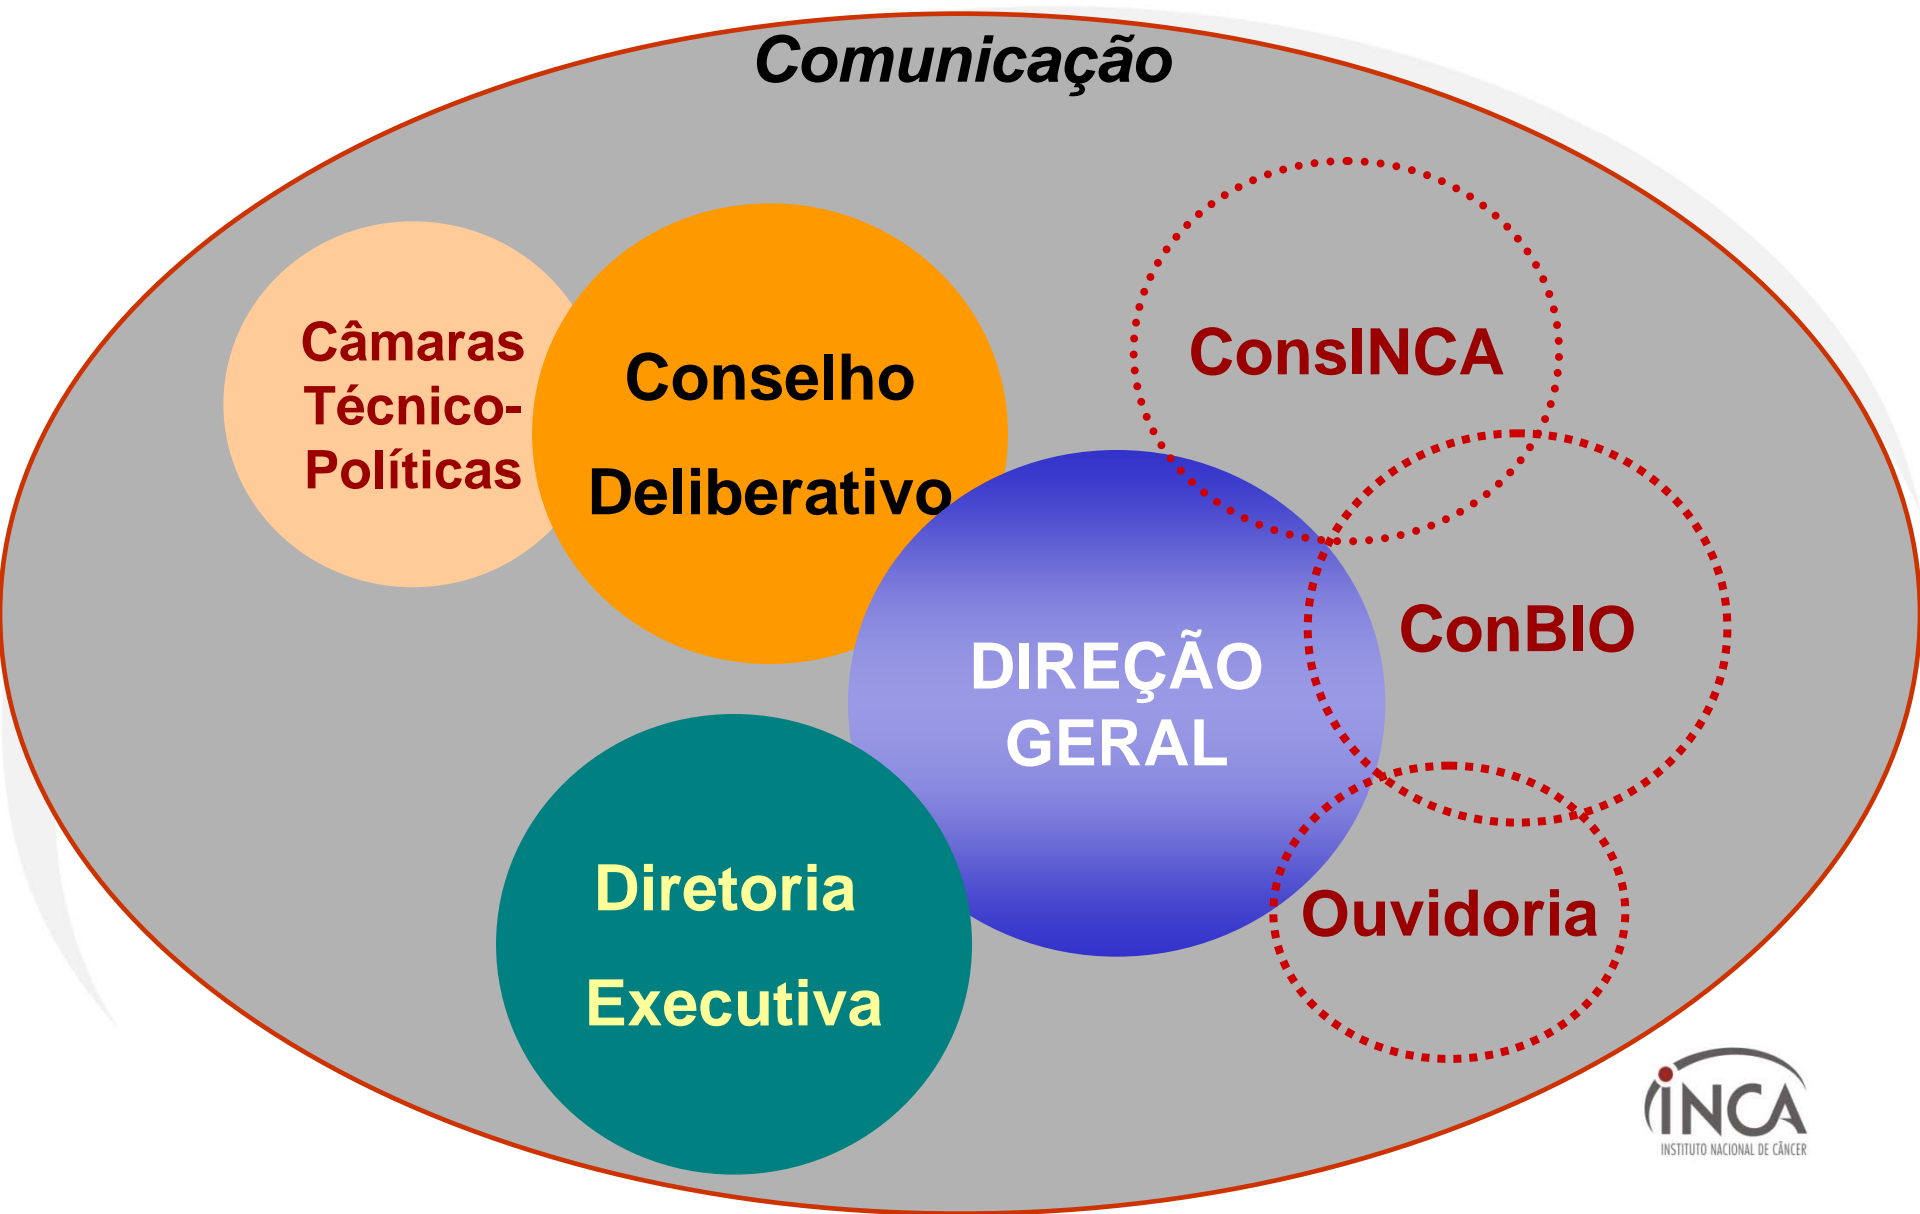 Comunicação
Câmaras
Técnico-
Políticas
Conselho
Deliberativo
ConsINCA
ConBIO
DIREÇÃO
GERAL
Diretoria
Executiva
Ouvidoria
INCA
INSTITUTO NACIONAL DE CÂNCER